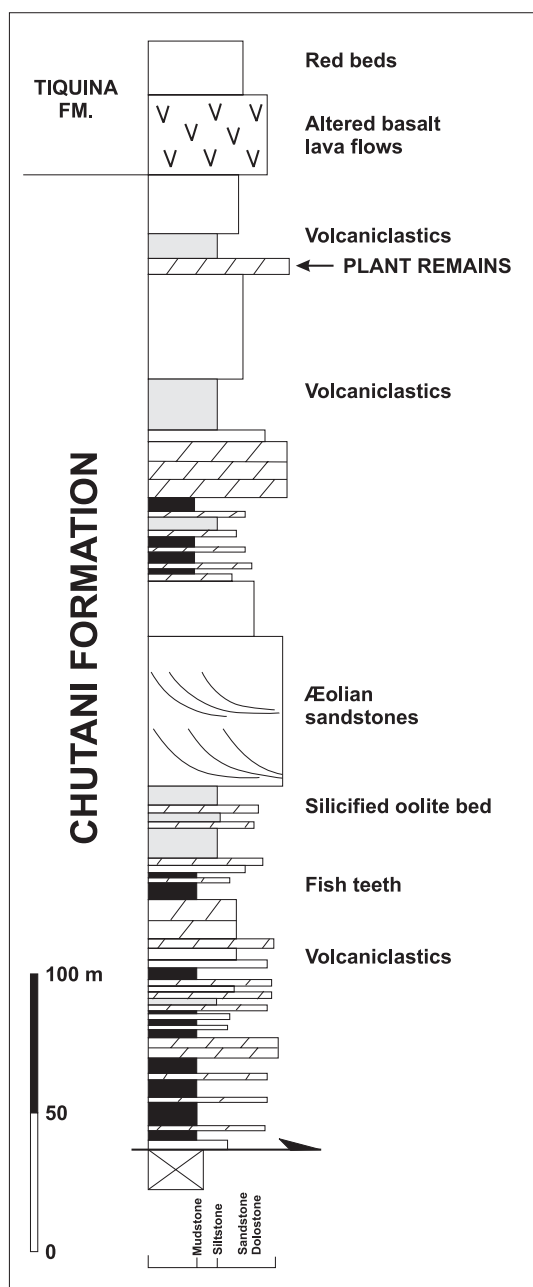 Red beds
TIQUINA
FM.
Altered basalt
lava flows
Volcaniclastics
PLANT REMAINS
Volcaniclastics
CHUTANI FORMATION
Æolian
sandstones
Silicified oolite bed
Fish teeth
Volcaniclastics
100 m
50
0
Mudstone
Siltstone
Sandstone
Dolostone